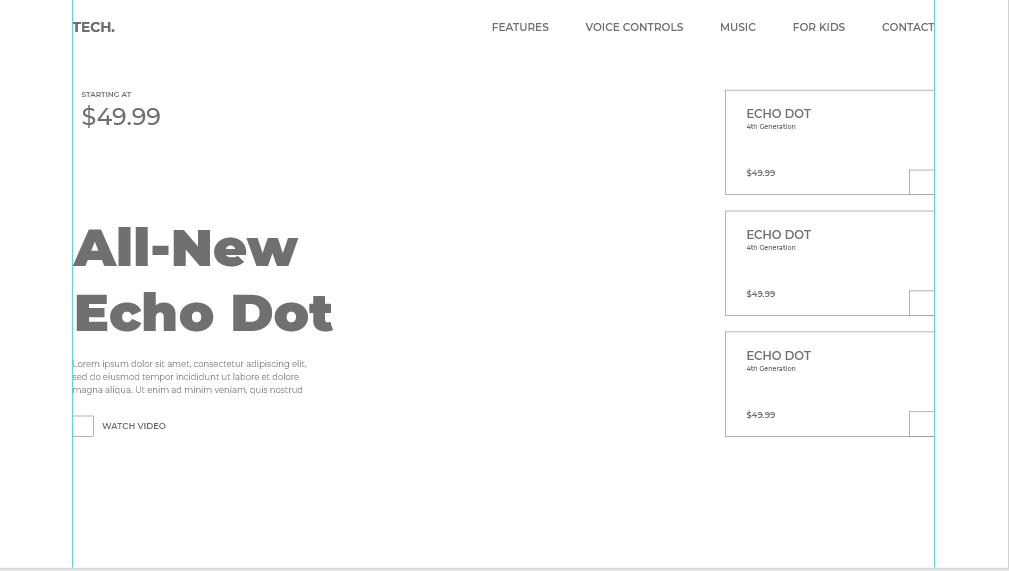 TECH.
FEATURES
VOICE CONTROLS
MUSIC
FOR KIDS
CONTACT
STARTING AT
$49.99
All-New
Echo Dot
Lorem ipsum dolor sit amet, consectetur adipiscing elit,
sed do eiusmod tempor incididunt ut labore et dolore
magna aliqua. Ut enim ad minim veniam, quis nostrud
WATCH VIDEO
ECHO DOT
4th Generation
$49.99
ECHO DOT
4th Generation
$49.99
ECHO DOT
4th Generation
$49.99